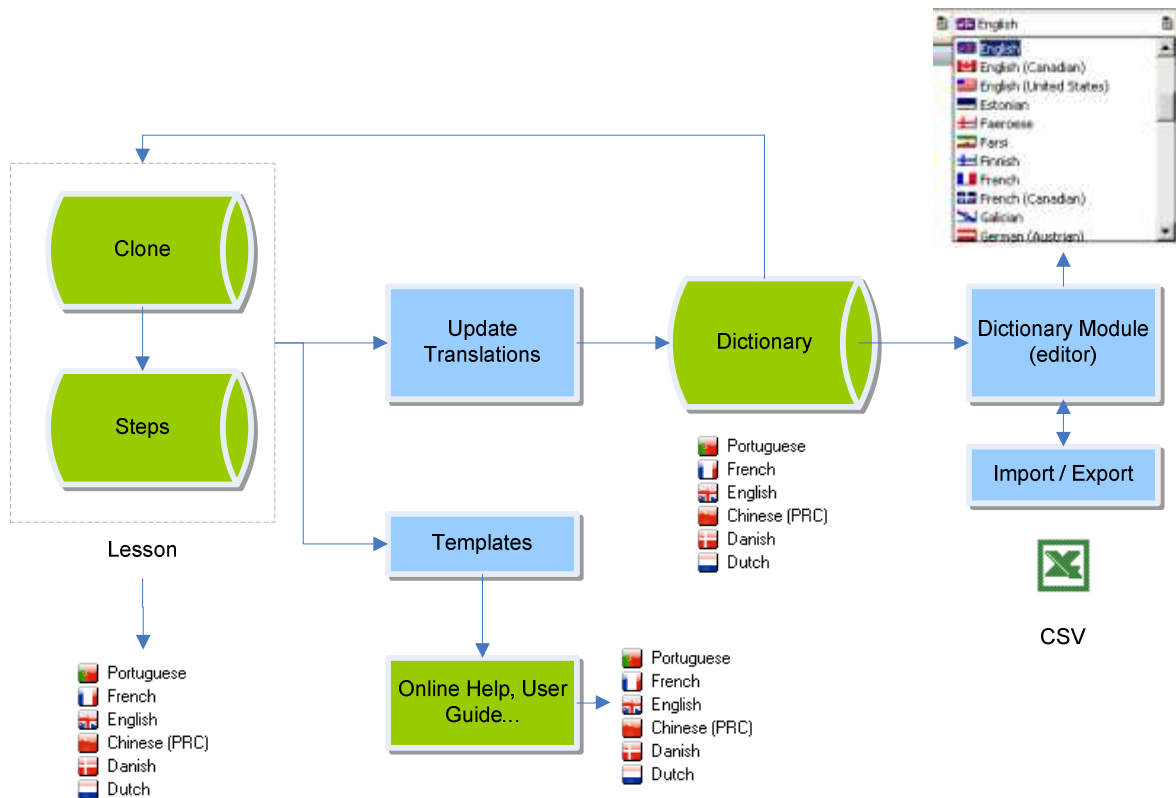 English
English
English (Canadian)
English (United States)
Estonian
Faeroese
Farsi
Finnish
French
French (Canadian)
Galician
German (Austrian)
Clone
Steps
Lesson
Portuguese
French
English
Chinese (PRC)
Danish
Dutch
Update
Translations
Templates
Online Help, User
Guide...
Portuguese
French
English
Chinese (PRC)
Danish
Dutch
Dictionary
Portuguese
French
English
Chinese (PRC)
Danish
Dutch
Dictionary Module
(editor)
Import / Export
CSV